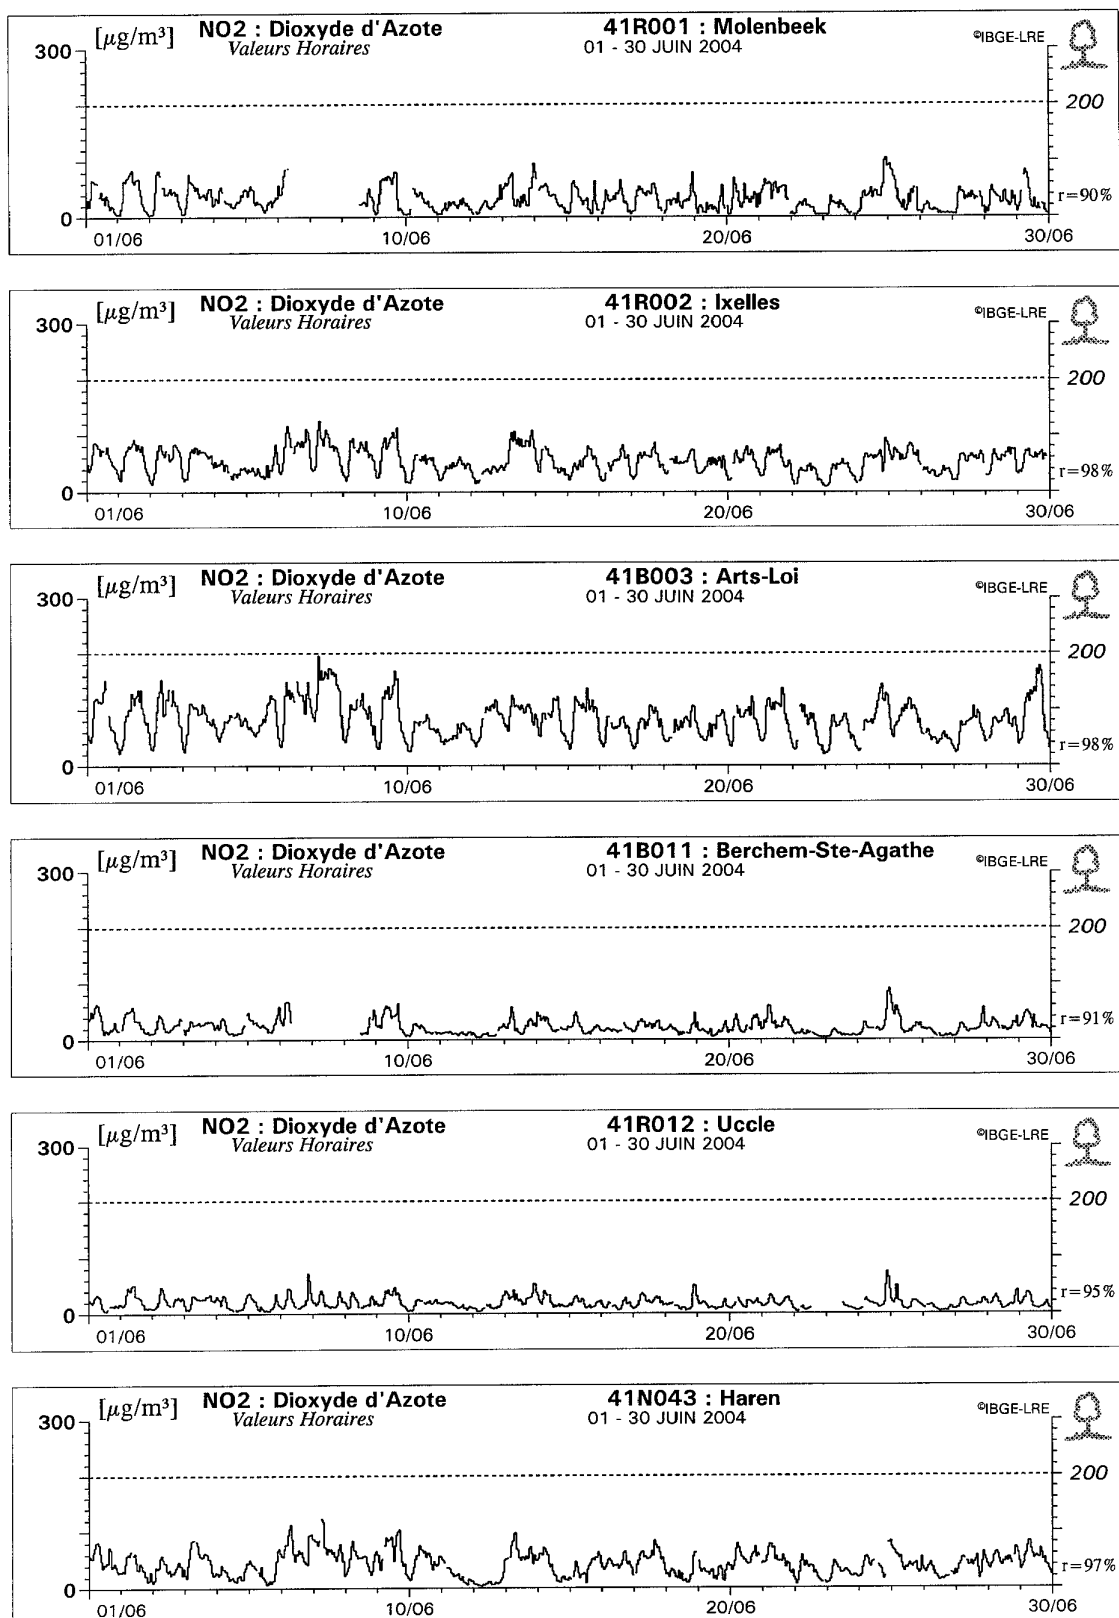 [μg/m³] NO2 : Dioxyde d'Azote 41R001 : Molenbeek ©IBGE-LRE
Valeurs Horaires 01 - 30 JUIN 2004
300
200
r=90%
0
01/06 10/06 20/06 30/06
[μg/m³] NO2 : Dioxyde d'Azote 41R002 : Ixelles ©IBGE-LRE
Valeurs Horaires 01 - 30 JUIN 2004
300
200
r=98%
0
01/06 10/06 20/06 30/06
[μg/m³] NO2 : Dioxyde d'Azote 41B003 : Arts-Loi ©IBGE-LRE
Valeurs Horaires 01 - 30 JUIN 2004
300
200
r=98%
0
01/06 10/06 20/06 30/06
[μg/m³] NO2 : Dioxyde d'Azote 41B011 : Berchem-Ste-Agathe ©IBGE-LRE
Valeurs Horaires 01 - 30 JUIN 2004
300
200
r=91%
0
01/06 10/06 20/06 30/06
[μg/m³] NO2 : Dioxyde d'Azote 41R012 : Uccle ©IBGE-LRE
Valeurs Horaires 01 - 30 JUIN 2004
300
200
r=95%
0
01/06 10/06 20/06 30/06
[μg/m³] NO2 : Dioxyde d'Azote 41N043 : Haren ©IBGE-LRE
Valeurs Horaires 01 - 30 JUIN 2004
300
200
r=97%
0
01/06 10/06 20/06 30/06